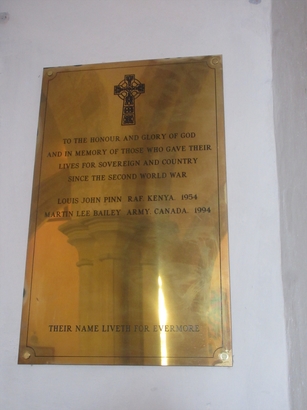 TO THE HONOUR AND GLORY OF GOD
AND IN MEMORY OF THOSE WHO GAVE THEIR
LIVES FOR SOVEREIGN AND COUNTRY
SINCE THE SECOND WORLD WAR
LOUIS JOHN PINN RAF KENYA. 1954
MARTIN LEE BAILEY ARMY CANADA. 1994
THEIR NAME LIVETH FOR EVERMORE